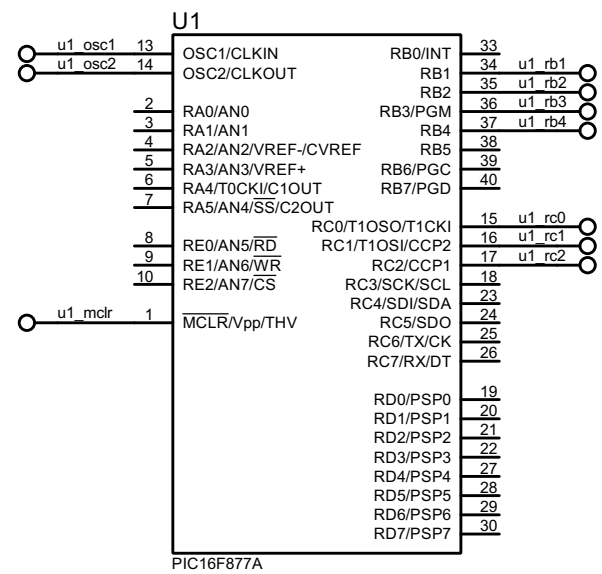 U1
u1_osc1 13 OSC1/CLKIN RB0/INT 33
u1_osc2 14 OSC2/CLKOUT RB1 34 u1_rb1
RB2 35 u1_rb2
2 RA0/AN0 RB3/PGM 36 u1_rb3
3 RA1/AN1 RB4 37 u1_rb4
4 RA2/AN2/VREF-/CVREF RB5 38
5 RA3/AN3/VREF+ RB6/PGC 39
6 RA4/T0CKI/C1OUT RB7/PGD 40
7 RA5/AN4/SS/C2OUT
RC0/T1OSO/T1CKI 15 u1_rc0
8 RE0/AN5/RD RC1/T1OSI/CCP2 16 u1_rc1
9 RE1/AN6/WR RC2/CCP1 17 u1_rc2
10 RE2/AN7/CS RC3/SCK/SCL 18
RC4/SDI/SDA 23
u1_mclr 1 MCLR/Vpp/THV RC5/SDO 24
RC6/TX/CK 25
RC7/RX/DT 26
RD0/PSP0 19
RD1/PSP1 20
RD2/PSP2 21
RD3/PSP3 22
RD4/PSP4 27
RD5/PSP5 28
RD6/PSP6 29
RD7/PSP7 30
PIC16F877A